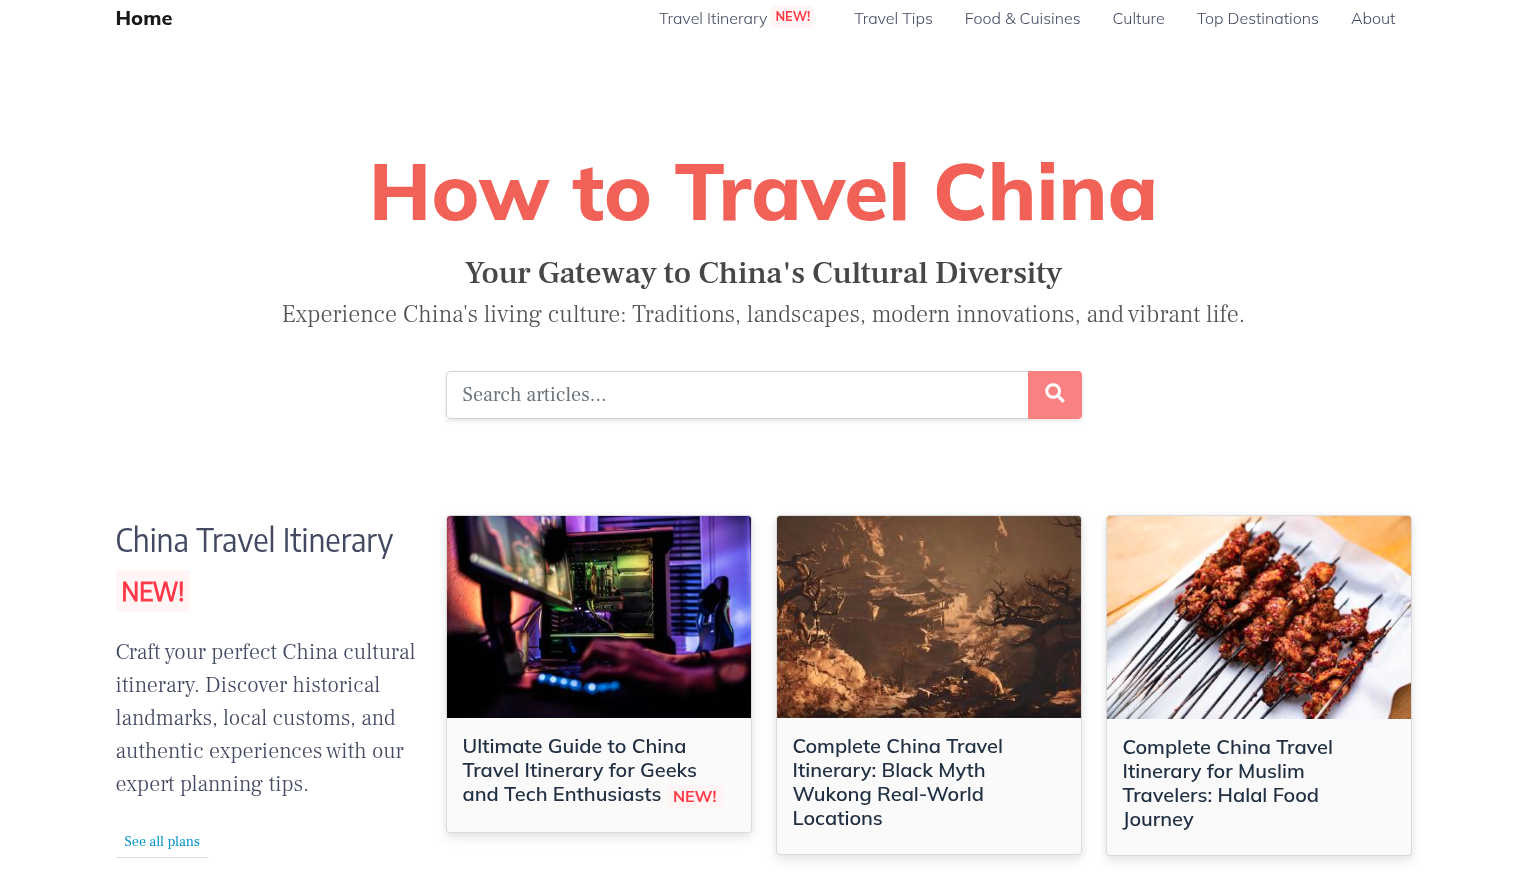 Home
Travel Itinerary NEW!
Travel Tips
Food & Cuisines
Culture
Top Destinations
About
How to Travel China
Your Gateway to China's Cultural Diversity
Experience China's living culture: Traditions, landscapes, modern innovations, and vibrant life.
Search articles...
China Travel Itinerary
NEW!
Craft your perfect China cultural
itinerary. Discover historical
landmarks, local customs, and
authentic experiences with our
expert planning tips.
See all plans
Ultimate Guide to China
Travel Itinerary for Geeks
and Tech Enthusiasts NEW!
Complete China Travel
Itinerary: Black Myth
Wukong Real-World
Locations
Complete China Travel
Itinerary for Muslim
Travelers: Halal Food
Journey